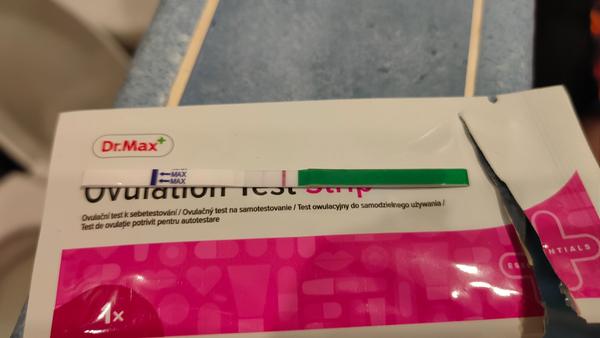 Dr.Max+
MAX
MAX
Ovulation Test Strip
Ovulační test k sebetestování / Ovulačný test na samotestovanie / Test owulacyjny do samodzielnego używania /
Test de ovulație potrivit pentru autotestare
ESSENTIALS
1x